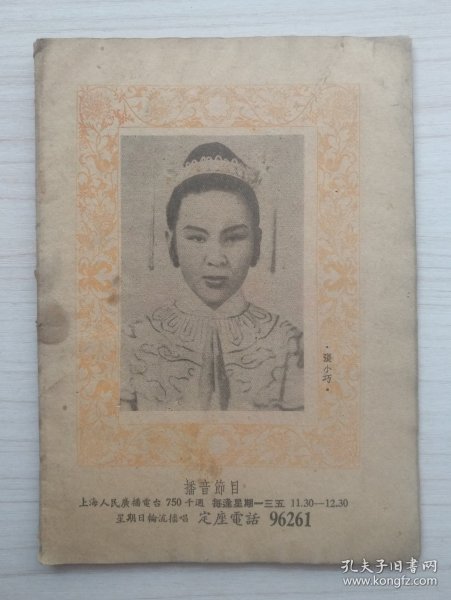 ·張小巧·
播音節目
上海人民廣播電台 750 千週 每逢星期一三五 11.30—12.30
星期日輪流播唱 定座電話 96261
孔夫子旧书网
www.kongfz.com